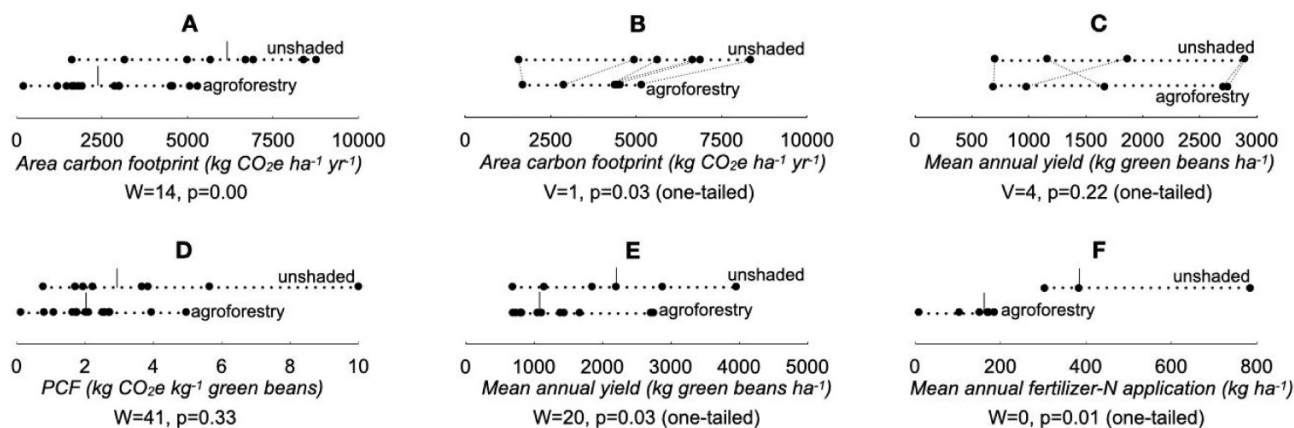 A
unshaded
agroforestry
0 2500 5000 7500 10000
Area carbon footprint (kg CO₂e ha⁻¹ yr⁻¹)
W=14, p=0.00
B
unshaded
agroforestry
0 2500 5000 7500 10000
Area carbon footprint (kg CO₂e ha⁻¹ yr⁻¹)
V=1, p=0.03 (one-tailed)
C
unshaded
agroforestry
0 500 1000 1500 2000 2500 3000
Mean annual yield (kg green beans ha⁻¹)
V=4, p=0.22 (one-tailed)
D
unshaded
agroforestry
0 2 4 6 8 10
PCF (kg CO₂e kg⁻¹ green beans)
W=41, p=0.33
E
unshaded
agroforestry
0 1000 2000 3000 4000 5000
Mean annual yield (kg green beans ha⁻¹)
W=20, p=0.03 (one-tailed)
F
unshaded
agroforestry
0 200 400 600 800
Mean annual fertilizer-N application (kg ha⁻¹)
W=0, p=0.01 (one-tailed)